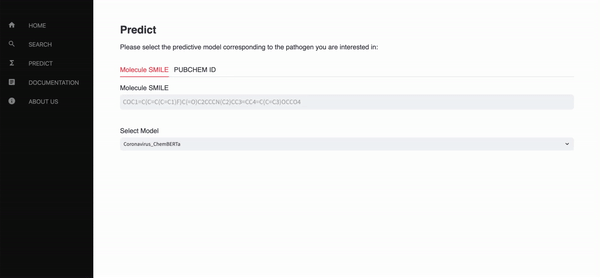 HOME
SEARCH
PREDICT
DOCUMENTATION
ABOUT US
Predict
Please select the predictive model corresponding to the pathogen you are interested in:
Molecule SMILE PUBCHEM ID
Molecule SMILE
COC1=C(C=C(C=C1)F)C(=O)C2CCCN(C2)CC3=CC4=C(C=C3)OCCO4
Select Model
Coronavirus_ChemBERTa